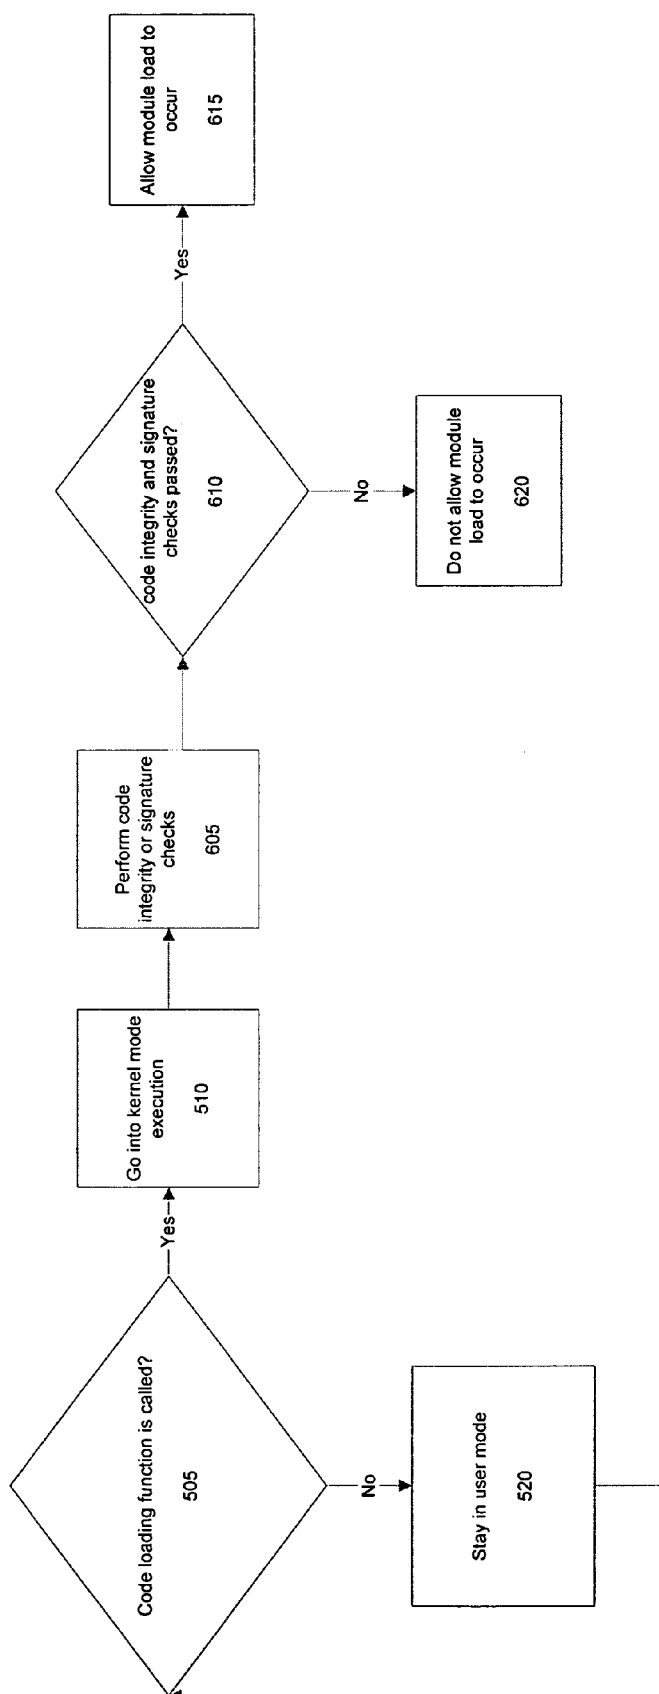 Code loading function is called?
505
Yes
No
Stay in user mode
520
Go into kernel mode
execution
510
Perform code
integrity or signature
checks
605
code integrity and signature
checks passed?
610
Yes
No
Allow module load to
occur
615
Do not allow module
load to occur
620